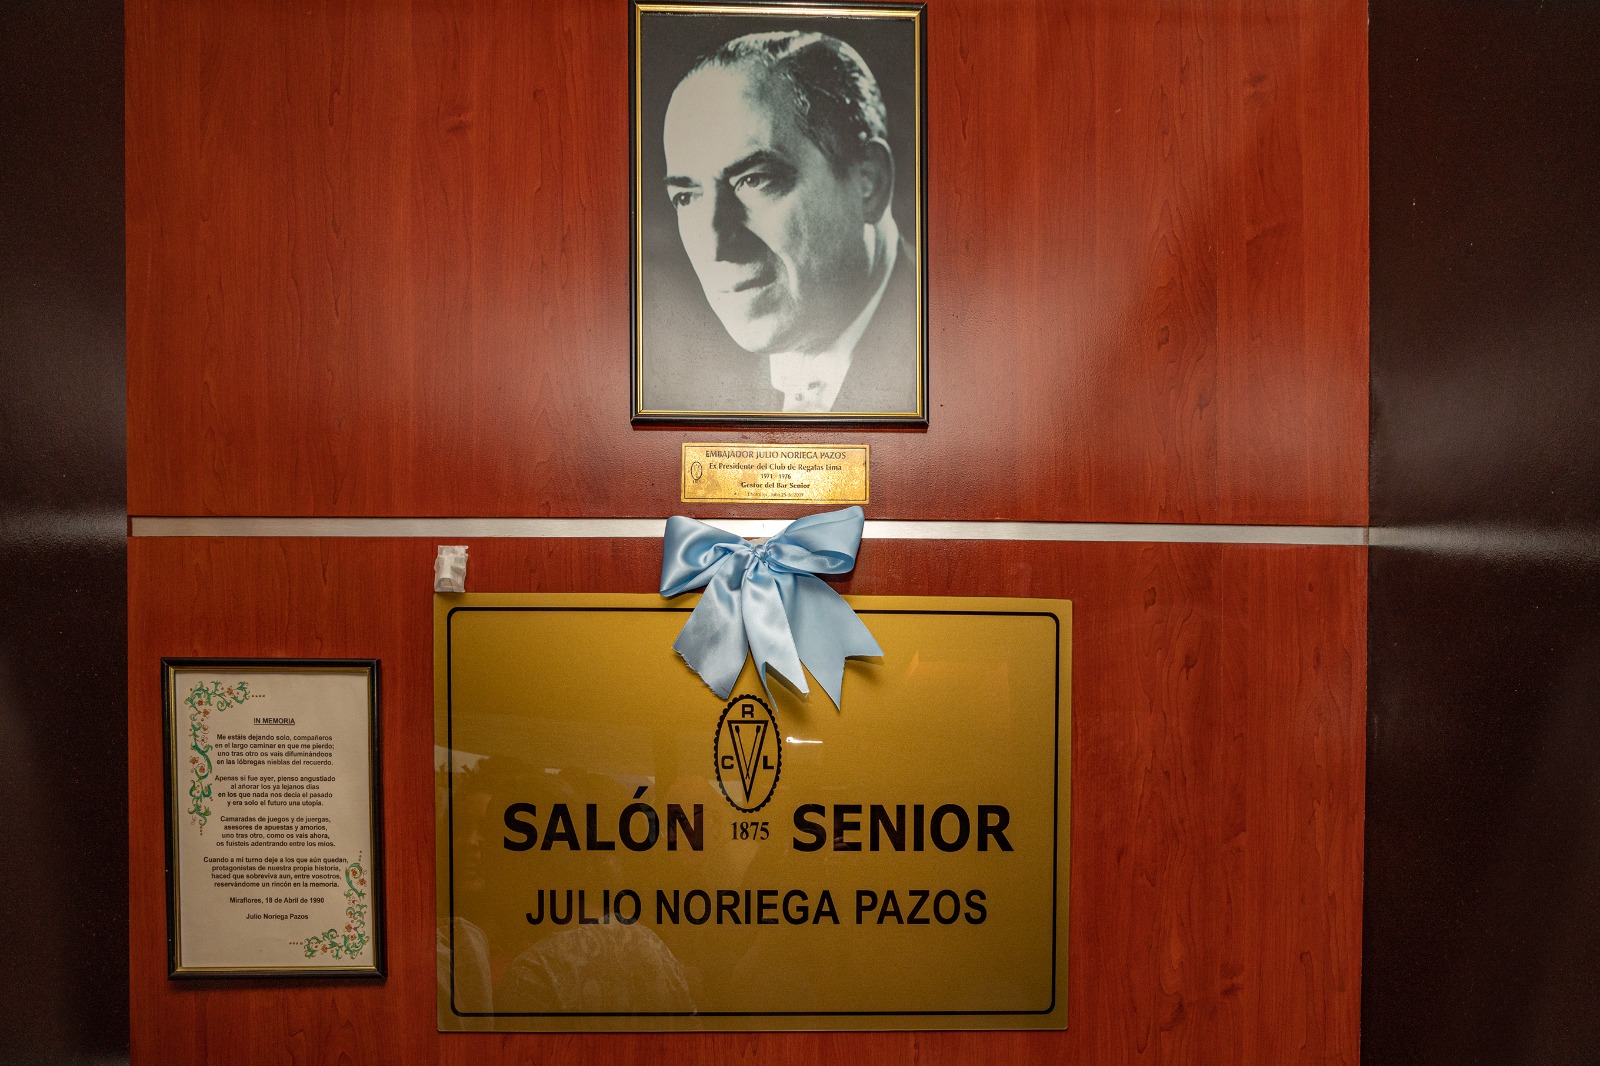 EMBAJADOR JULIO NORIEGA PAZOS
Ex Presidente del Club de Regatas Lima
1971 - 1976
Gestor del Bar Senior
R
C L
SALÓN 1875 SENIOR
JULIO NORIEGA PAZOS
IN MEMORIA
Me estáis dejando solo, compañeros
en el largo caminar en que me pierdo;
uno tras otro os vais difuminándoos
en las lóbregas nieblas del recuerdo.
Apenas si fue ayer, pienso angustiado
al añorar los ya lejanos días
en los que nada nos decía el pasado
y era solo el futuro una utopía.
Camaradas de juegos y de juergas,
asesores de apuestas y amorios,
uno tras otro, como os vais ahora,
os fuisteis adentrando entre los míos.
Cuando a mi turno deje a los que aún quedan,
protagonistas de nuestra propia historia,
haced que sobreviva aun, entre vosotros,
reservándome un rincón en la memoria.
Miraflores, 18 de Abril de 1990
Julio Noriega Pazos